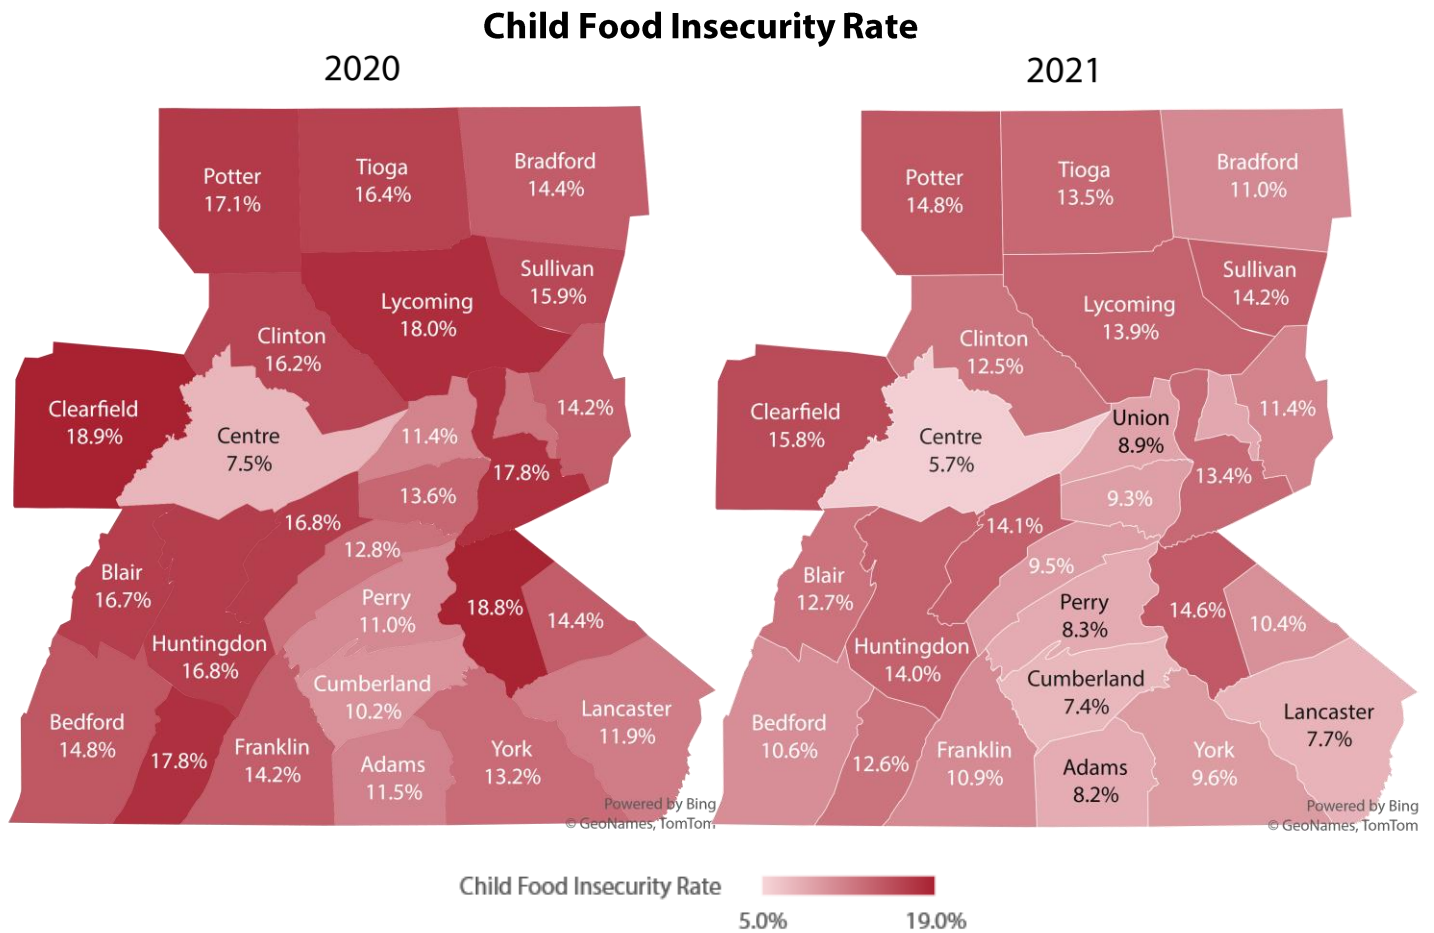 Child Food Insecurity Rate
2020
Potter
17.1%
Tioga
16.4%
Bradford
14.4%
Sullivan
15.9%
Lycoming
18.0%
Clinton
16.2%
Clearfield
18.9%
Centre
7.5%
11.4%
14.2%
17.8%
13.6%
16.8%
12.8%
Blair
16.7%
Perry
11.0%
18.8%
14.4%
Huntingdon
16.8%
Cumberland
10.2%
Lancaster
11.9%
Bedford
14.8%
17.8%
Franklin
14.2%
Adams
11.5%
York
13.2%
Powered by Bing
© GeoNames, TomTom
2021
Potter
14.8%
Tioga
13.5%
Bradford
11.0%
Sullivan
14.2%
Lycoming
13.9%
Clinton
12.5%
Clearfield
15.8%
Centre
5.7%
Union
8.9%
11.4%
13.4%
9.3%
14.1%
9.5%
Blair
12.7%
Perry
8.3%
14.6%
10.4%
Huntingdon
14.0%
Cumberland
7.4%
Lancaster
7.7%
Bedford
10.6%
12.6%
Franklin
10.9%
Adams
8.2%
York
9.6%
Powered by Bing
© GeoNames, TomTom
Child Food Insecurity Rate
5.0%
19.0%